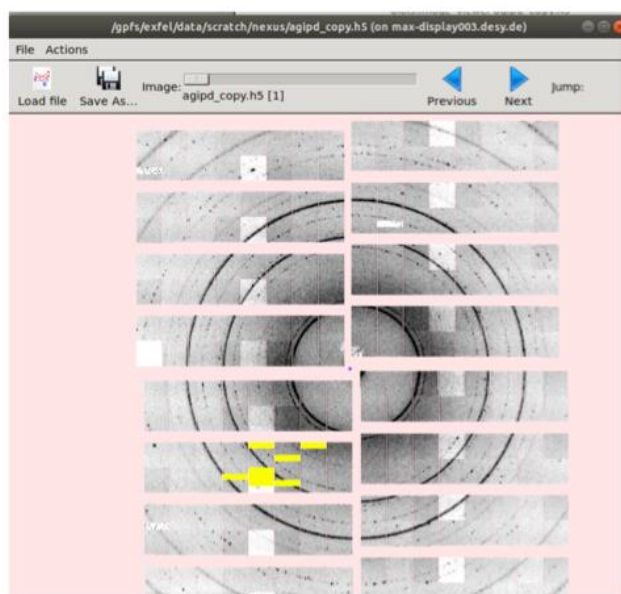 /gpfs/exfel/data/scratch/nexus/agipd_copy.h5 (on max-display003.desy.de)
File Actions
Load file Save As... Image: Previous Next Jump:
agipd_copy.h5 [1]